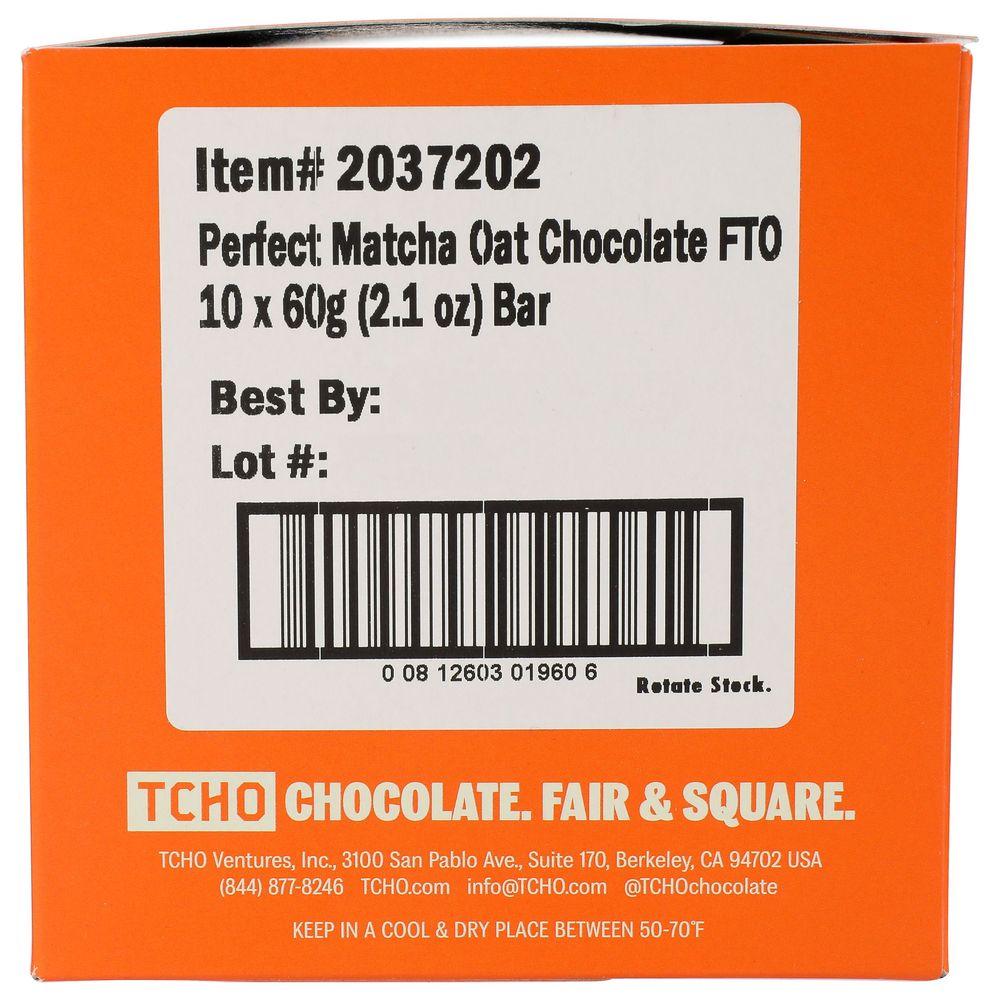 Item# 2037202
Perfect Matcha Oat Chocolate FTO
10 x 60g (2.1 oz) Bar
Best By:
Lot #:
0 08 12603 01960 6
Rotate Stock.
TCHO CHOCOLATE. FAIR & SQUARE.
TCHO Ventures, Inc., 3100 San Pablo Ave., Suite 170, Berkeley, CA 94702 USA
(844) 877-8246 TCHO.com info@TCHO.com @TCHOchocolate
KEEP IN A COOL & DRY PLACE BETWEEN 50-70°F